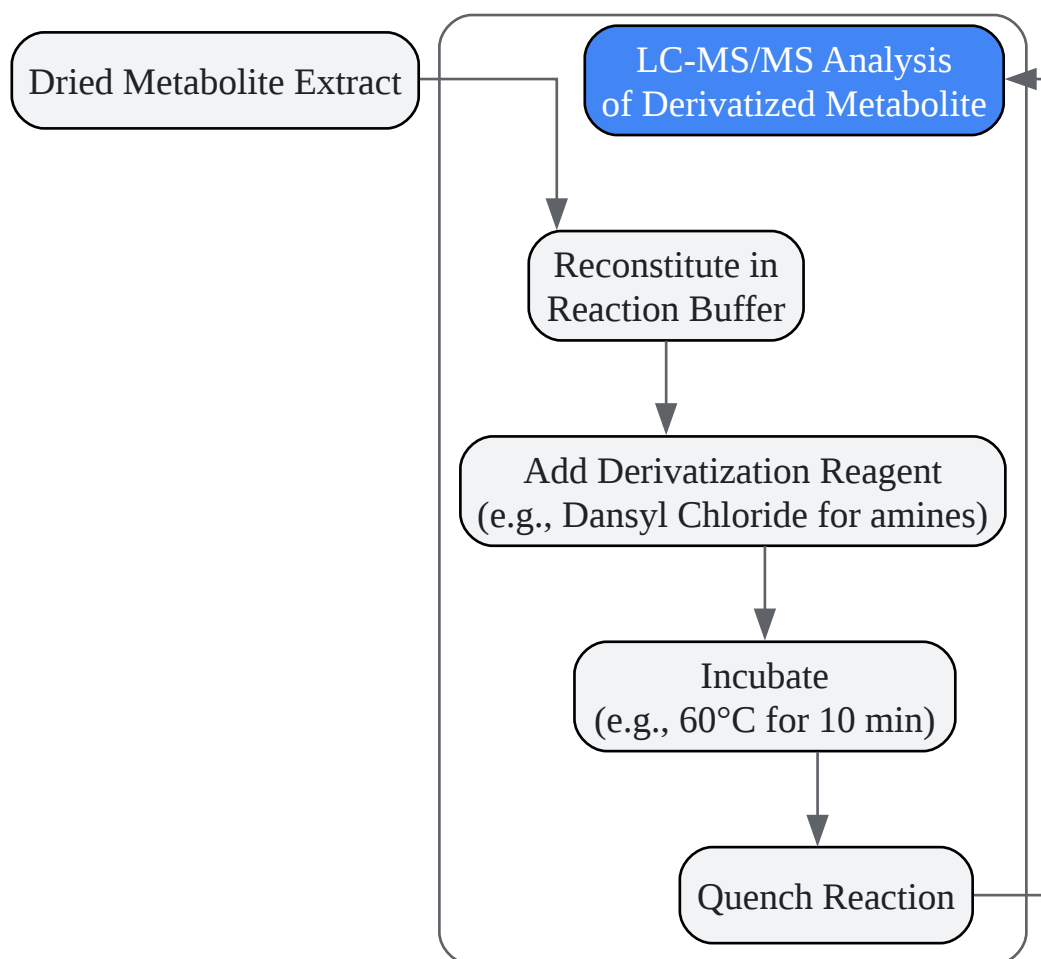 Dried Metabolite Extract
LC-MS/MS Analysis
of Derivatized Metabolite
Reconstitute in
Reaction Buffer
Add Derivatization Reagent
(e.g., Dansyl Chloride for amines)
Incubate
(e.g., 60°C for 10 min)
Quench Reaction